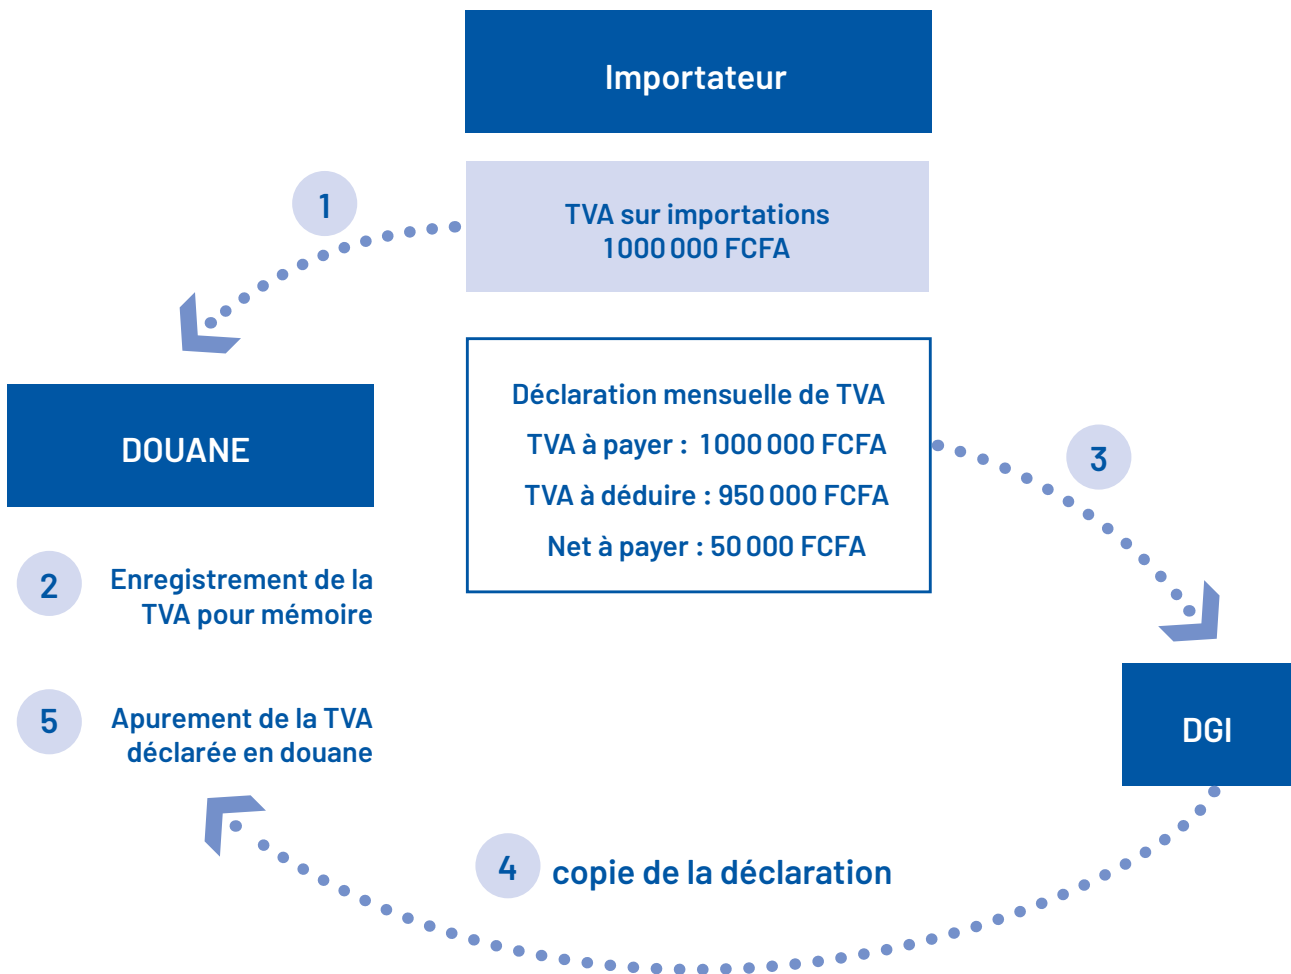 Importateur
1
TVA sur importations
1 000 000 FCFA
DOUANE
Déclaration mensuelle de TVA
TVA à payer : 1 000 000 FCFA
TVA à déduire : 950 000 FCFA
Net à payer : 50 000 FCFA
3
2
Enregistrement de la
TVA pour mémoire
5
Apurement de la TVA
déclarée en douane
DGI
4
copie de la déclaration